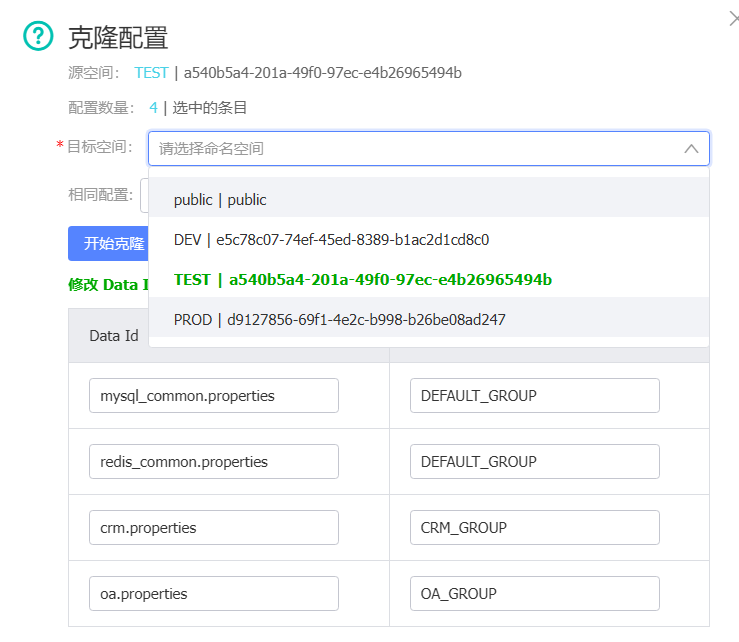 克隆配置
源空间: TEST | a540b5a4-201a-49f0-97ec-e4b26965494b
配置数量: 4 | 选中的条目
* 目标空间: 请选择命名空间
相同配置:
public | public
DEV | e5c78c07-74ef-45ed-8389-b1ac2d1cd8c0
TEST | a540b5a4-201a-49f0-97ec-e4b26965494b
PROD | d9127856-69f1-4e2c-b998-b26be08ad247
开始克隆
修改 Data I
Data Id
mysql_common.properties DEFAULT_GROUP
redis_common.properties DEFAULT_GROUP
crm.properties CRM_GROUP
oa.properties OA_GROUP